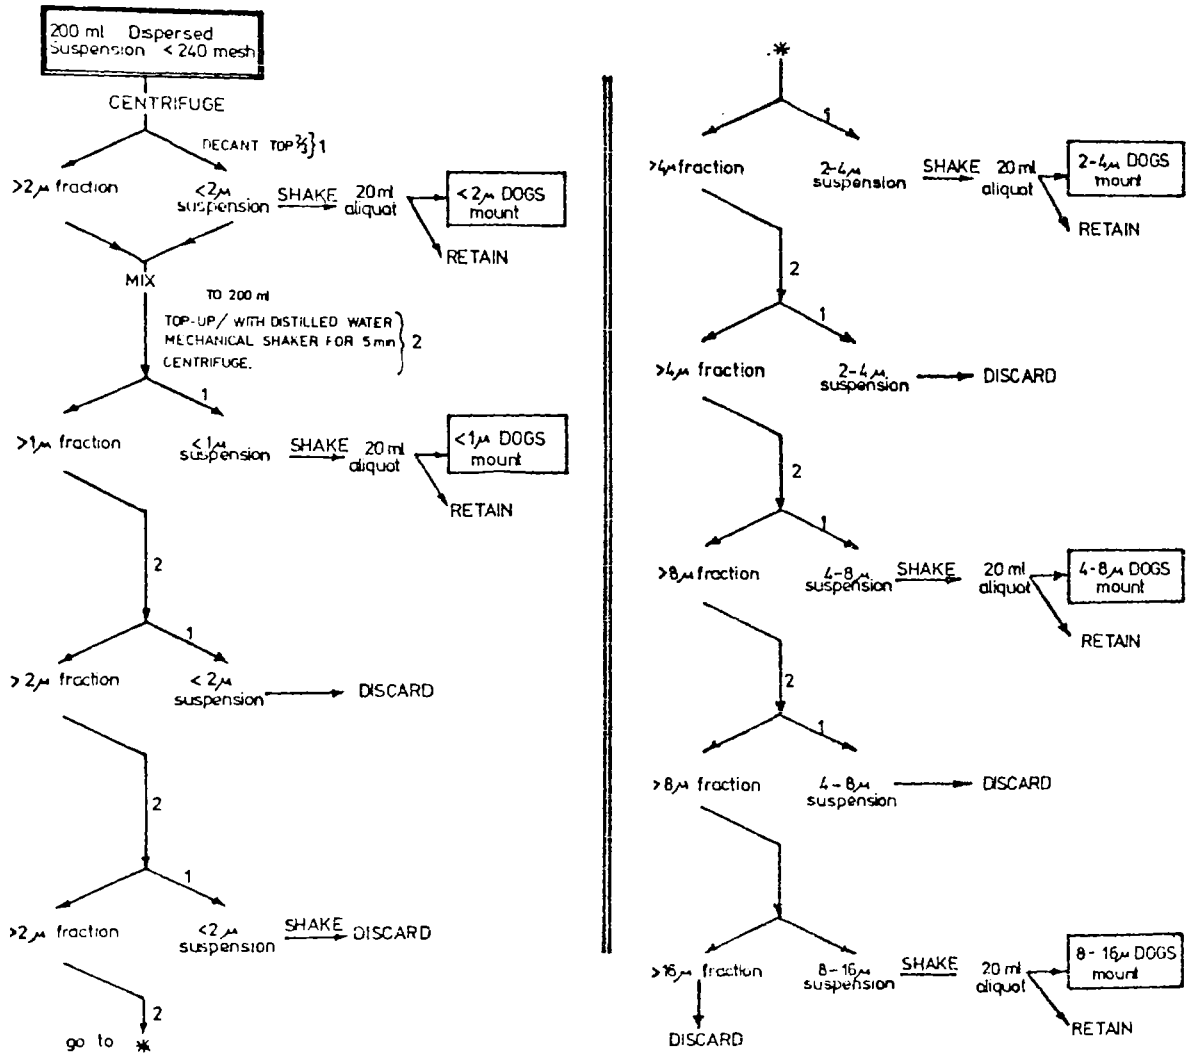 200 ml Dispersed
Suspension < 240 mesh
CENTRIFUGE
DECANT TOP ⅔}1
>2μ fraction
<2μ
suspension
SHAKE
20 ml
aliquot
<2μ DOGS
mount
RETAIN
MIX
TO 200 ml
TOP-UP/ WITH DISTILLED WATER
MECHANICAL SHAKER FOR 5 min
CENTRIFUGE.
}2
1
>1μ fraction
<1μ
suspension
SHAKE
20 ml
aliquot
<1μ DOGS
mount
RETAIN
2
1
>2μ fraction
<2μ
suspension
DISCARD
2
1
>2μ fraction
<2μ
suspension
SHAKE
DISCARD
2
go to *
*
1
>4μ fraction
2-4μ
suspension
SHAKE
20 ml
aliquot
2-4μ DOGS
mount
RETAIN
2
1
>4μ fraction
2-4μ
suspension
DISCARD
2
1
>8μ fraction
4-8μ
suspension
SHAKE
20 ml
aliquot
4-8μ DOGS
mount
RETAIN
2
1
>8μ fraction
4-8μ
suspension
DISCARD
>16μ fraction
8-16μ
suspension
SHAKE
20 ml
aliquot
8-16μ DOGS
mount
RETAIN
DISCARD